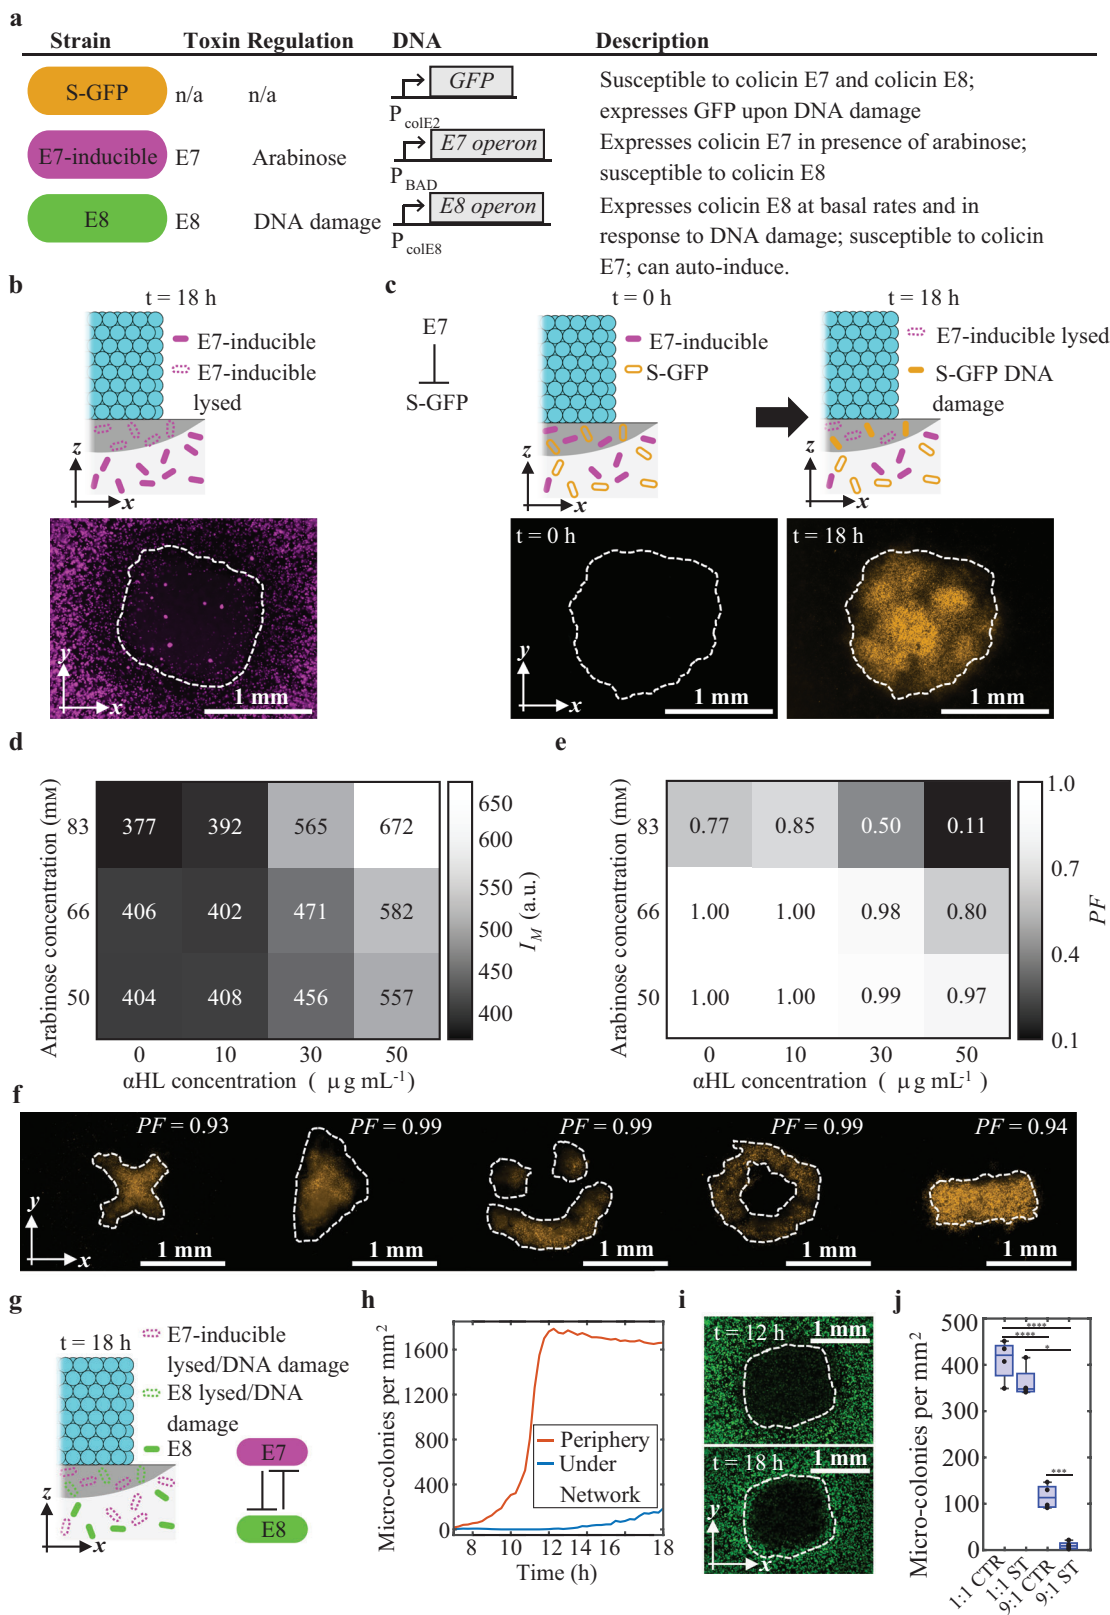 a
Strain Toxin Regulation DNA Description
S-GFP n/a n/a GFP Susceptible to colicin E7 and colicin E8;
P colE2 expresses GFP upon DNA damage
E7-inducible E7 Arabinose E7 operon Expresses colicin E7 in presence of arabinose;
P BAD susceptible to colicin E8
E8 E8 DNA damage E8 operon Expresses colicin E8 at basal rates and in
P colE8 response to DNA damage; susceptible to colicin
E7; can auto-induce.
b
t = 18 h
E7-inducible
E7-inducible
lysed
z
x
y
x
1 mm
c
E7
S-GFP
t = 0 h
E7-inducible
S-GFP
z
x
t = 18 h
E7-inducible lysed
S-GFP DNA
damage
z
x
t = 0 h
y
x
1 mm
t = 18 h
1 mm
d
Arabinose concentration (mM)
83 377 392 565 672
66 406 402 471 582
50 404 408 456 557
0 10 30 50
αHL concentration ( μg mL-1)
650
600
550
500
450
400
I_M (a.u.)
e
Arabinose concentration (mM)
83 0.77 0.85 0.50 0.11
66 1.00 1.00 0.98 0.80
50 1.00 1.00 0.99 0.97
0 10 30 50
αHL concentration ( μg mL-1)
1.0
0.7
0.4
0.1
PF
f
PF = 0.93 PF = 0.99 PF = 0.99 PF = 0.99 PF = 0.94
y
x
1 mm 1 mm 1 mm 1 mm 1 mm
g
t = 18 h
E7-inducible
lysed/DNA damage
E8 lysed/DNA
damage
E8
z
x
E7
E8
h
Micro-colonies per mm2
1600
1200
800
400
0
8 10 12 14 16 18
Time (h)
Periphery
Under
Network
i
t = 12 h
1 mm
t = 18 h
1 mm
y
x
j
Micro-colonies per mm2
500
400
300
200
100
0
****
****
*
***
1:1 CTR
1:1 ST
9:1 CTR
9:1 ST